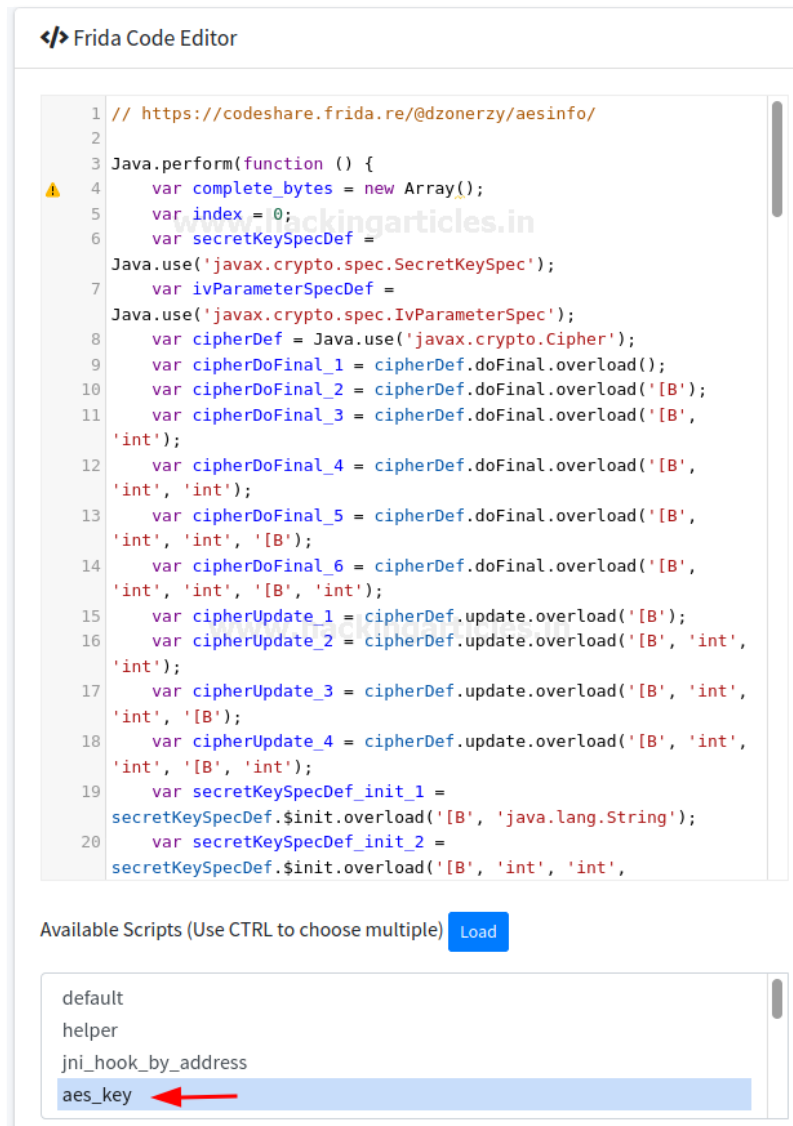 </> Frida Code Editor
1 // https://codeshare.frida.re/@dzonerzy/aesinfo/
2
3 Java.perform(function () {
4     var complete_bytes = new Array();
5     var index = 0;
www.hackingarticles.in
6     var secretKeySpecDef =
Java.use('javax.crypto.spec.SecretKeySpec');
7     var ivParameterSpecDef =
Java.use('javax.crypto.spec.IvParameterSpec');
8     var cipherDef = Java.use('javax.crypto.Cipher');
9     var cipherDoFinal_1 = cipherDef.doFinal.overload();
10     var cipherDoFinal_2 = cipherDef.doFinal.overload('[B');
11     var cipherDoFinal_3 = cipherDef.doFinal.overload('[B',
'int');
12     var cipherDoFinal_4 = cipherDef.doFinal.overload('[B',
'int', 'int');
13     var cipherDoFinal_5 = cipherDef.doFinal.overload('[B',
'int', 'int', '[B');
14     var cipherDoFinal_6 = cipherDef.doFinal.overload('[B',
'int', 'int', '[B', 'int');
15     var cipherUpdate_1 = cipherDef.update.overload('[B');
www.hackingarticles.in
16     var cipherUpdate_2 = cipherDef.update.overload('[B', 'int',
'int');
17     var cipherUpdate_3 = cipherDef.update.overload('[B', 'int',
'int', '[B');
18     var cipherUpdate_4 = cipherDef.update.overload('[B', 'int',
'int', '[B', 'int');
19     var secretKeySpecDef_init_1 =
secretKeySpecDef.$init.overload('[B', 'java.lang.String');
20     var secretKeySpecDef_init_2 =
secretKeySpecDef.$init.overload('[B', 'int', 'int',
Available Scripts (Use CTRL to choose multiple) Load
default
helper
jni_hook_by_address
aes_key